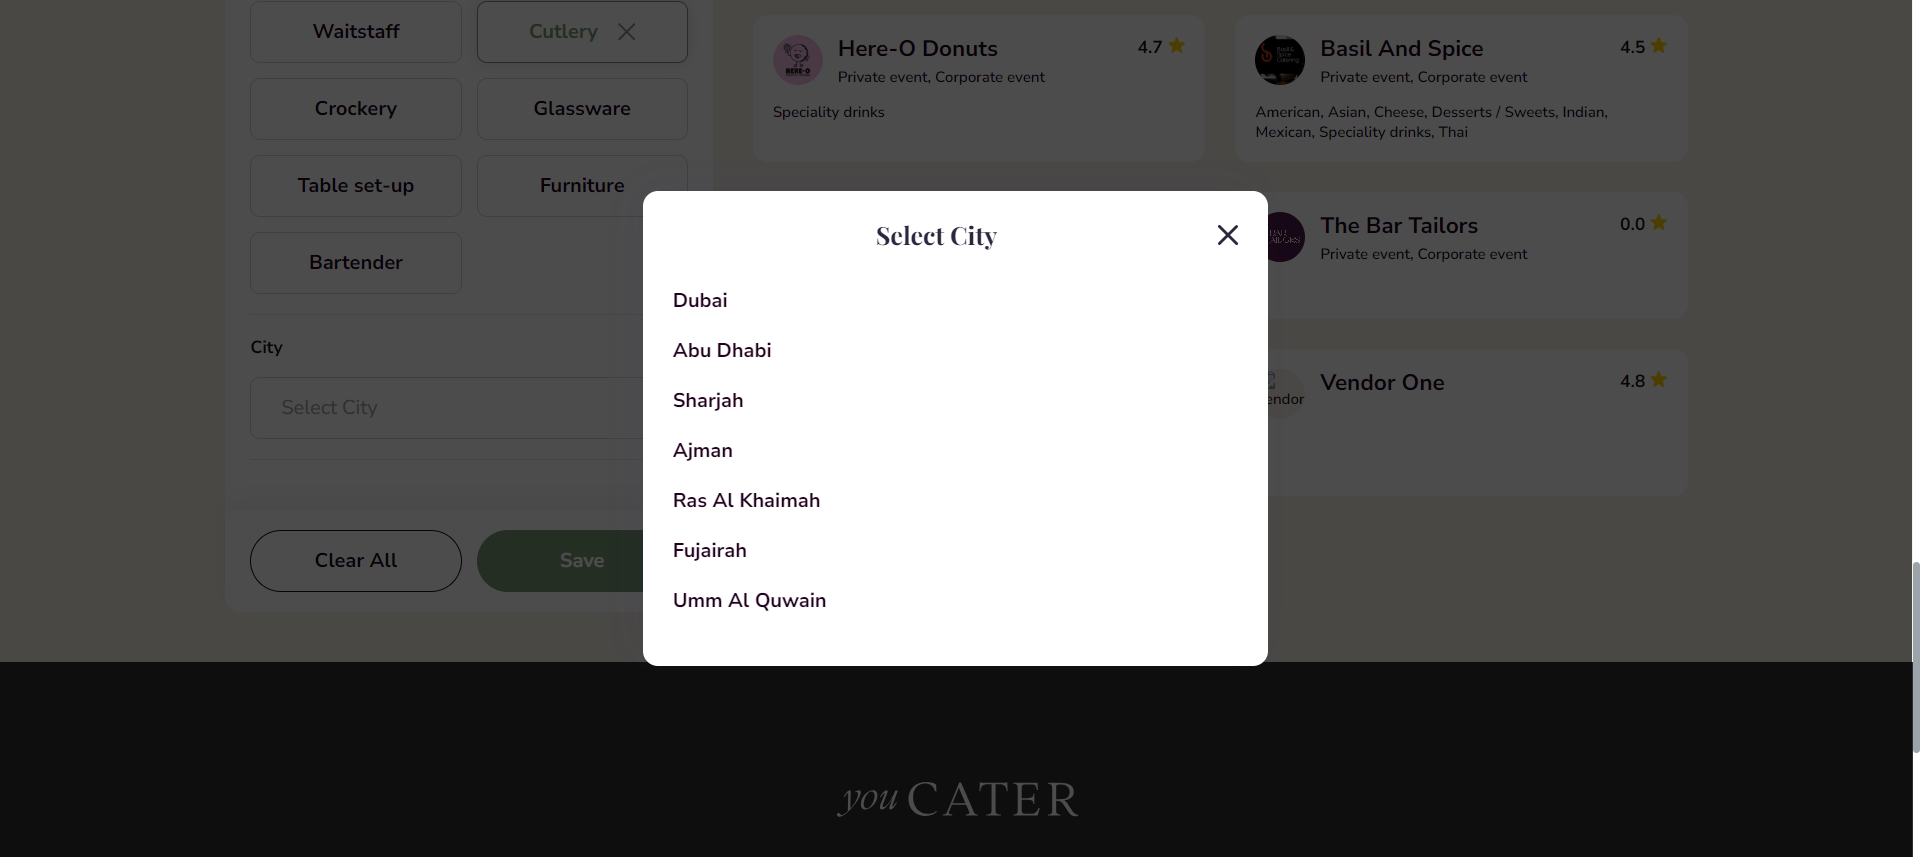 Waitstaff
Cutlery
Crockery
Glassware
Table set-up
Furniture
Bartender
City
Select City
Clear All
Save
Here-O Donuts
4.7
Private event, Corporate event
Speciality drinks
HERE-O
Basil And Spice
4.5
Private event, Corporate event
American, Asian, Cheese, Desserts / Sweets, Indian,
Mexican, Speciality drinks, Thai
The Bar Tailors
0.0
Private event, Corporate event
Vendor One
4.8
endor
Select City
Dubai
Abu Dhabi
Sharjah
Ajman
Ras Al Khaimah
Fujairah
Umm Al Quwain
you CATER